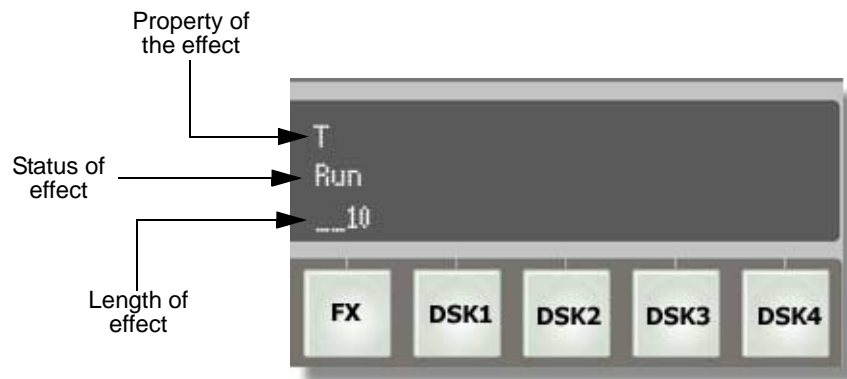 Property of
the effect
T
Status of
effect
Run
__10
Length of
effect
FX DSK1 DSK2 DSK3 DSK4